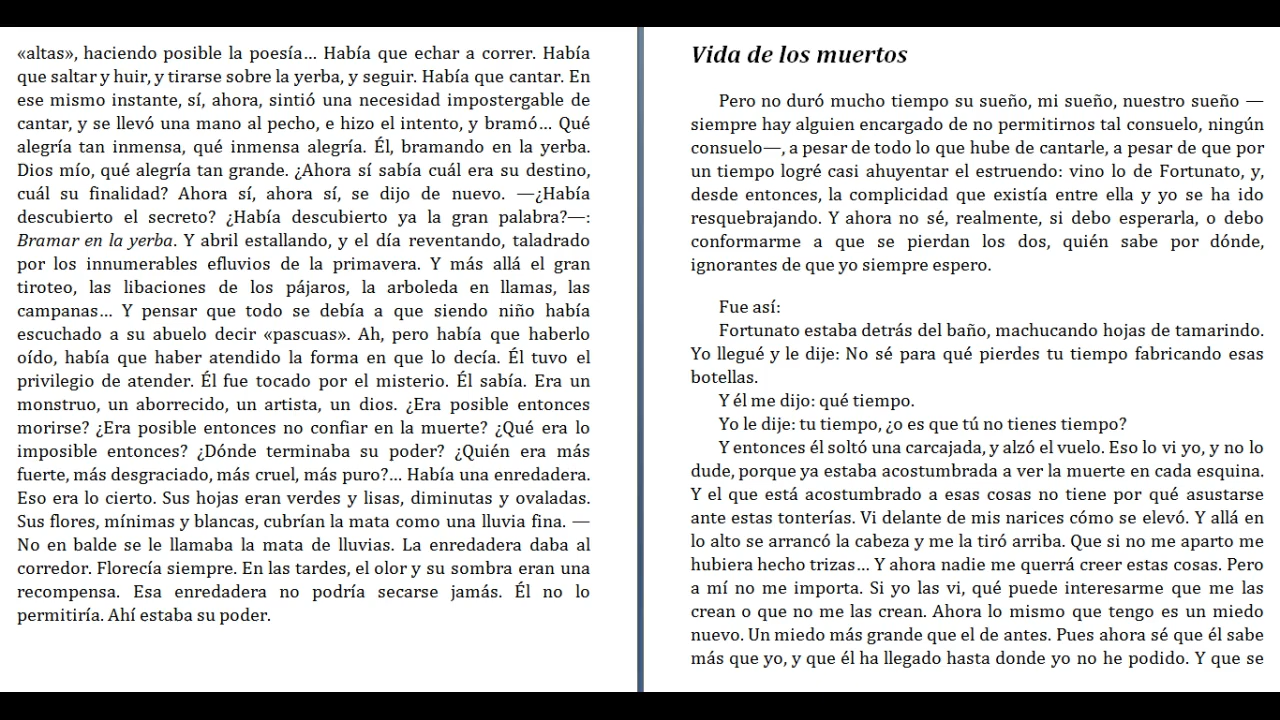 «altas», haciendo posible la poesía... Había que echar a correr. Había
que saltar y huir, y tirarse sobre la yerba, y seguir. Había que cantar. En
ese mismo instante, sí, ahora, sintió una necesidad impostergable de
cantar, y se llevó una mano al pecho, e hizo el intento, y bramó... Qué
alegría tan inmensa, qué inmensa alegría. Él, bramando en la yerba.
Dios mío, qué alegría tan grande. ¿Ahora sí sabía cuál era su destino,
cuál su finalidad? Ahora sí, ahora sí, se dijo de nuevo. —¿Había
descubierto el secreto? ¿Había descubierto ya la gran palabra?—:
Bramar en la yerba. Y abril estallando, y el día reventando, taladrado
por los innumerables efluvios de la primavera. Y más allá el gran
tiroteo, las libaciones de los pájaros, la arboleda en llamas, las
campanas... Y pensar que todo se debía a que siendo niño había
escuchado a su abuelo decir «pascuas». Ah, pero había que haberlo
oído, había que haber atendido la forma en que lo decía. Él tuvo el
privilegio de atender. Él fue tocado por el misterio. Él sabía. Era un
monstruo, un aborrecido, un artista, un dios. ¿Era posible entonces
morirse? ¿Era posible entonces no confiar en la muerte? ¿Qué era lo
imposible entonces? ¿Dónde terminaba su poder? ¿Quién era más
fuerte, más desgraciado, más cruel, más puro?... Había una enredadera.
Eso era lo cierto. Sus hojas eran verdes y lisas, diminutas y ovaladas.
Sus flores, mínimas y blancas, cubrían la mata como una lluvia fina. —
No en balde se le llamaba la mata de lluvias. La enredadera daba al
corredor. Florecía siempre. En las tardes, el olor y su sombra eran una
recompensa. Esa enredadera no podría secarse jamás. Él no lo
permitiría. Ahí estaba su poder.
Vida de los muertos
Pero no duró mucho tiempo su sueño, mi sueño, nuestro sueño —
siempre hay alguien encargado de no permitirnos tal consuelo, ningún
consuelo—, a pesar de todo lo que hube de cantarle, a pesar de que por
un tiempo logré casi ahuyentar el estruendo: vino lo de Fortunato, y,
desde entonces, la complicidad que existía entre ella y yo se ha ido
resquebrajando. Y ahora no sé, realmente, si debo esperarla, o debo
conformarme a que se pierdan los dos, quién sabe por dónde,
ignorantes de que yo siempre espero.
Fue así:
Fortunato estaba detrás del baño, machucando hojas de tamarindo.
Yo llegué y le dije: No sé para qué pierdes tu tiempo fabricando esas
botellas.
Y él me dijo: qué tiempo.
Yo le dije: tu tiempo, ¿o es que tú no tienes tiempo?
Y entonces él soltó una carcajada, y alzó el vuelo. Eso lo vi yo, y no lo
dude, porque ya estaba acostumbrada a ver la muerte en cada esquina.
Y el que está acostumbrado a esas cosas no tiene por qué asustarse
ante estas tonterías. Vi delante de mis narices cómo se elevó. Y allá en
lo alto se arrancó la cabeza y me la tiró arriba. Que si no me aparto me
hubiera hecho trizas... Y ahora nadie me querrá creer estas cosas. Pero
a mí no me importa. Si yo las vi, qué puede interesarme que me las
crean o que no me las crean. Ahora lo mismo que tengo es un miedo
nuevo. Un miedo más grande que el de antes. Pues ahora sé que él sabe
más que yo, y que él ha llegado hasta donde yo no he podido. Y que se